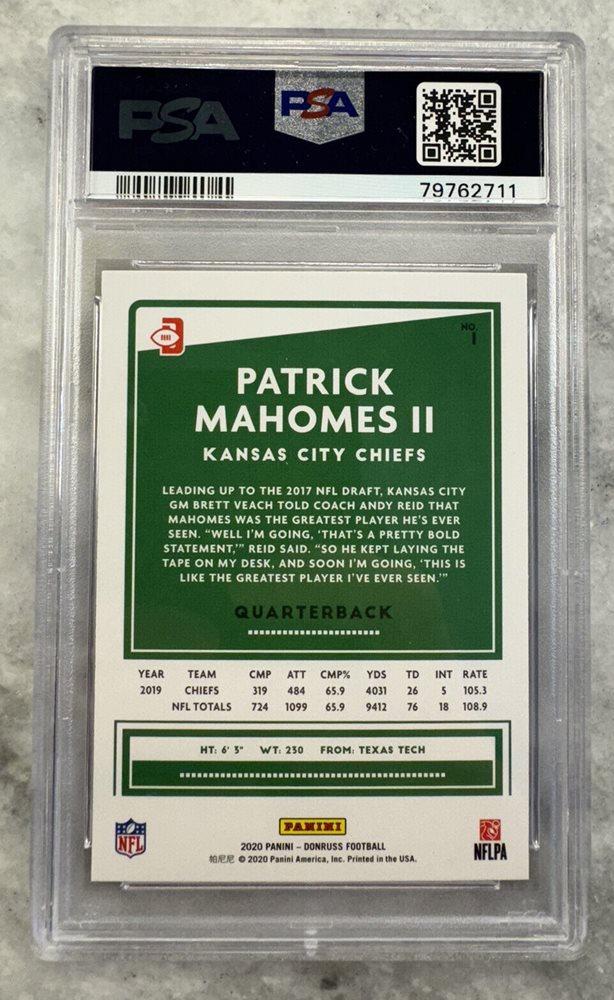 PSA
PSA
79762711
NO.
1
PATRICK
MAHOMES II
KANSAS CITY CHIEFS
LEADING UP TO THE 2017 NFL DRAFT, KANSAS CITY
GM BRETT VEACH TOLD COACH ANDY REID THAT
MAHOMES WAS THE GREATEST PLAYER HE'S EVER
SEEN. “WELL I'M GOING, ‘THAT'S A PRETTY BOLD
STATEMENT,’” REID SAID. “SO HE KEPT LAYING THE
TAPE ON MY DESK, AND SOON I'M GOING, ‘THIS IS
LIKE THE GREATEST PLAYER I'VE EVER SEEN.’”
QUARTERBACK
YEAR TEAM CMP ATT CMP% YDS TD INT RATE
2019 CHIEFS 319 484 65.9 4031 26 5 105.3
NFL TOTALS 724 1099 65.9 9412 76 18 108.9
HT: 6' 3" WT: 230 FROM: TEXAS TECH
PANINI
NFL
2020 PANINI – DONRUSS FOOTBALL
帕尼尼 © 2020 Panini America, Inc. Printed in the USA.
NFLPA